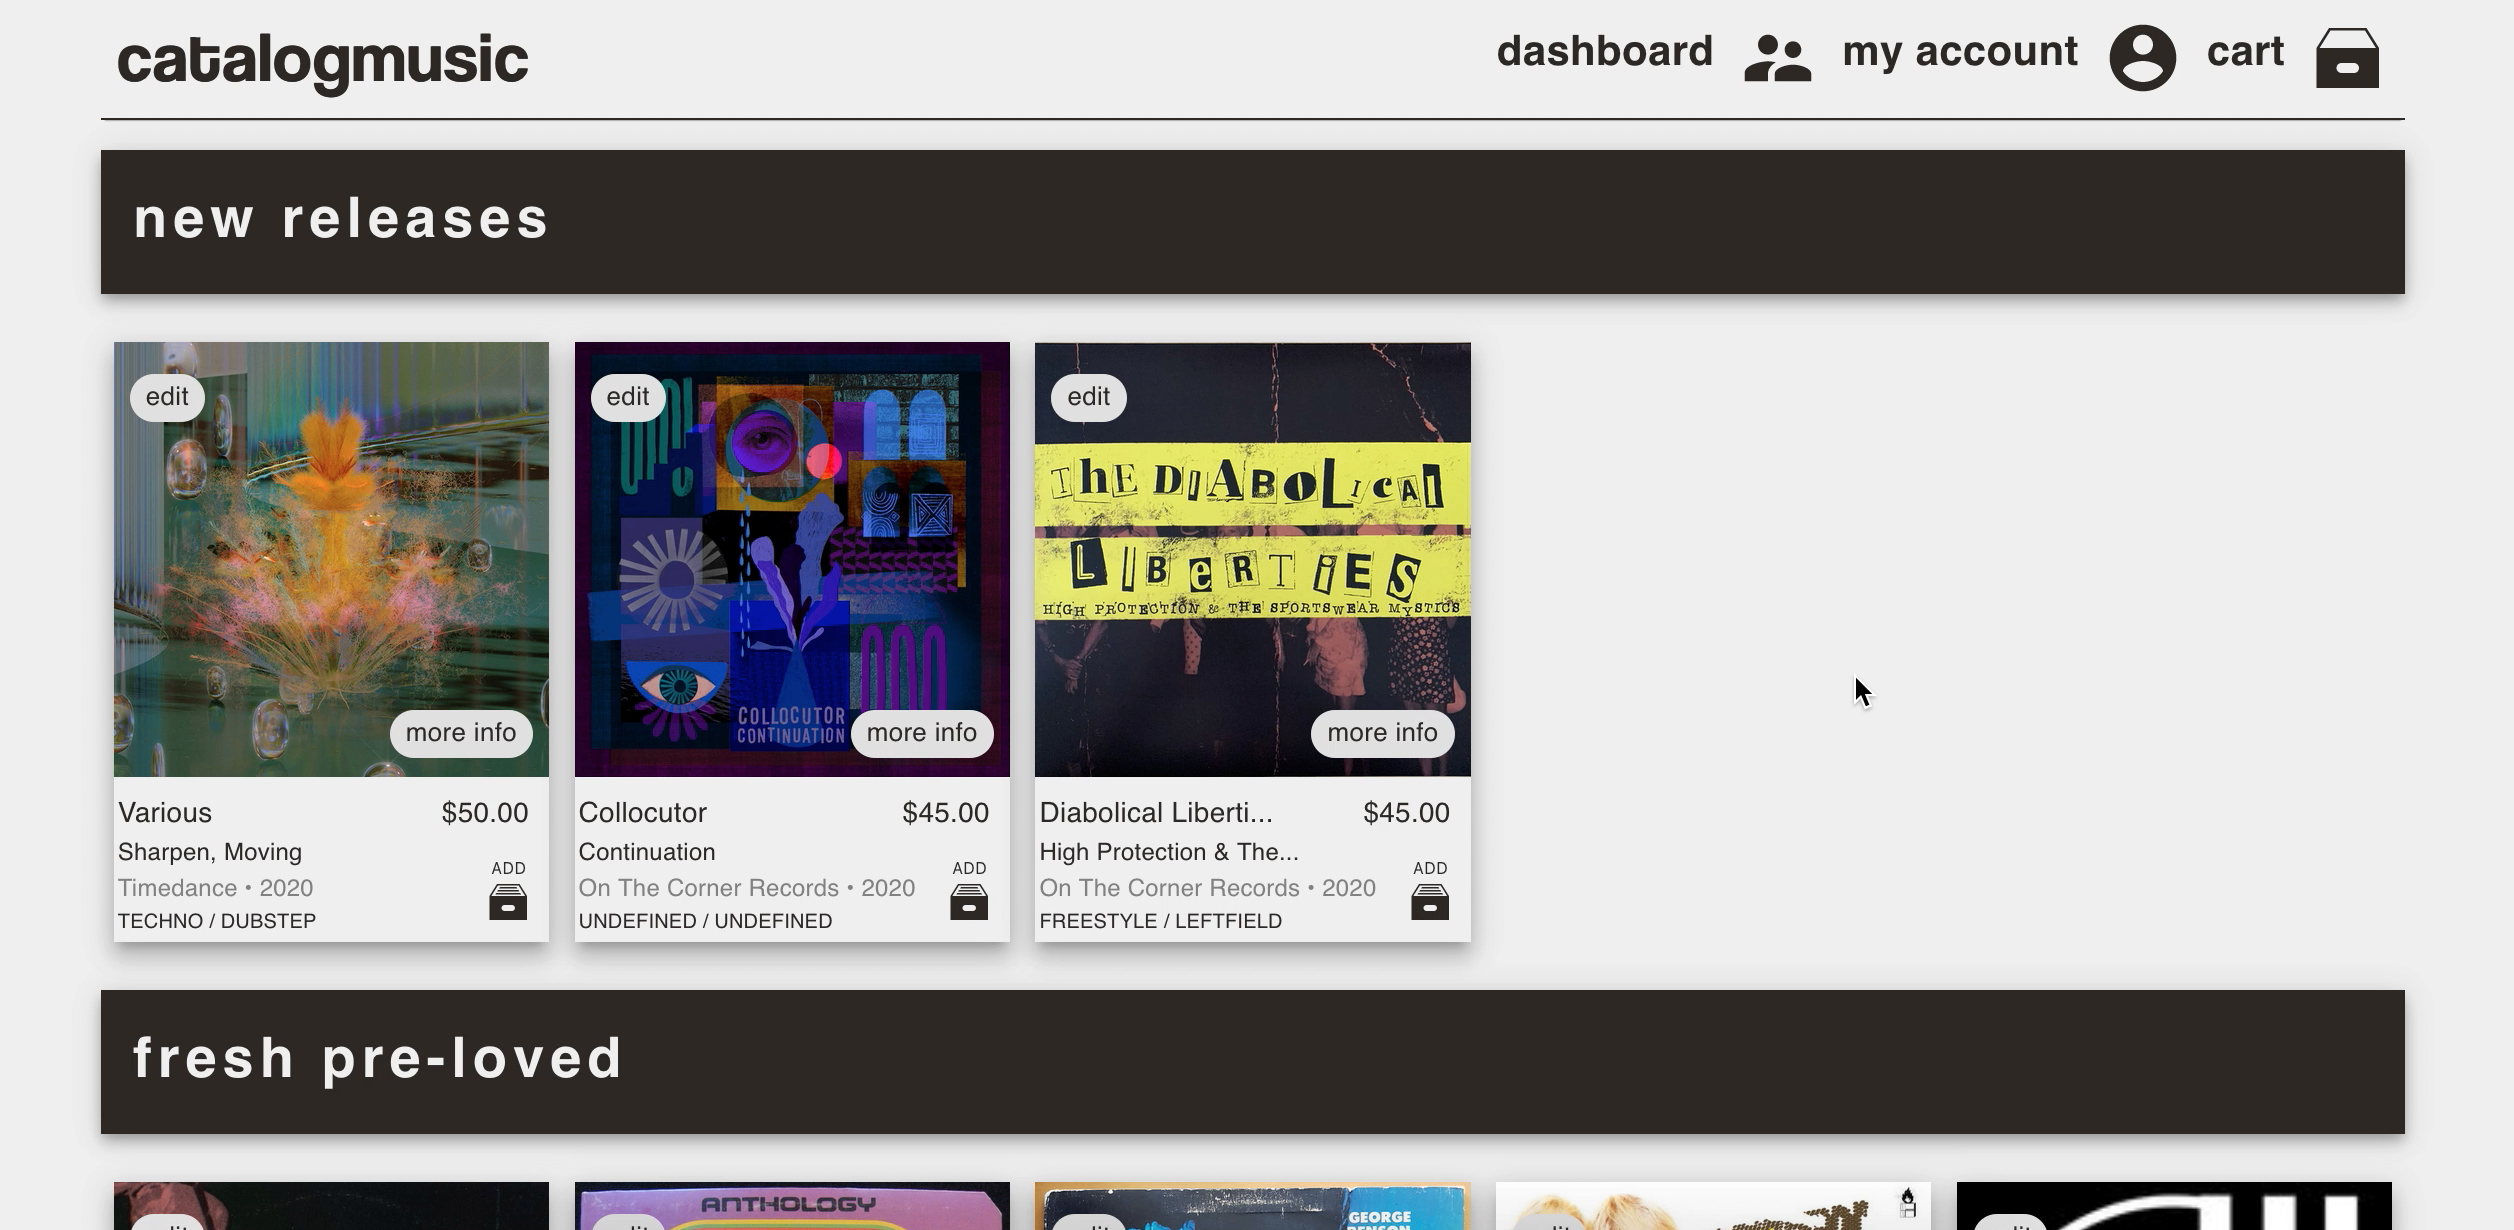 catalogmusic
dashboard my account cart
new releases
edit edit edit
THE DIABOLICAL
LIBERTIES
HIGH PROTECTION & THE SPORTSWEAR MYSTICS
COLLOCUTOR
CONTINUATION
more info more info more info
Various $50.00
Sharpen, Moving
Timedance • 2020
TECHNO / DUBSTEP
ADD
Collocutor $45.00
Continuation
On The Corner Records • 2020
UNDEFINED / UNDEFINED
ADD
Diabolical Liberti... $45.00
High Protection & The...
On The Corner Records • 2020
FREESTYLE / LEFTFIELD
ADD
fresh pre-loved
ANTHOLOGY
GEORGE